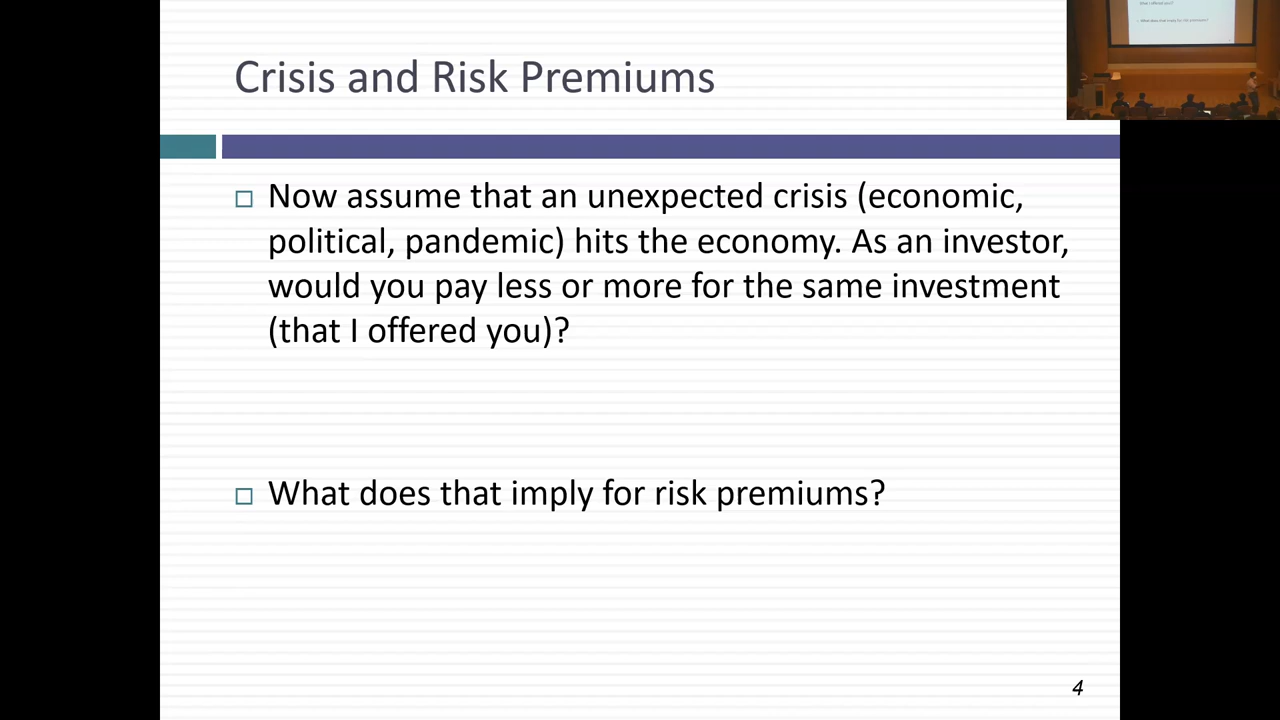 Crisis and Risk Premiums
Now assume that an unexpected crisis (economic,
political, pandemic) hits the economy. As an investor,
would you pay less or more for the same investment
(that I offered you)?
What does that imply for risk premiums?
4